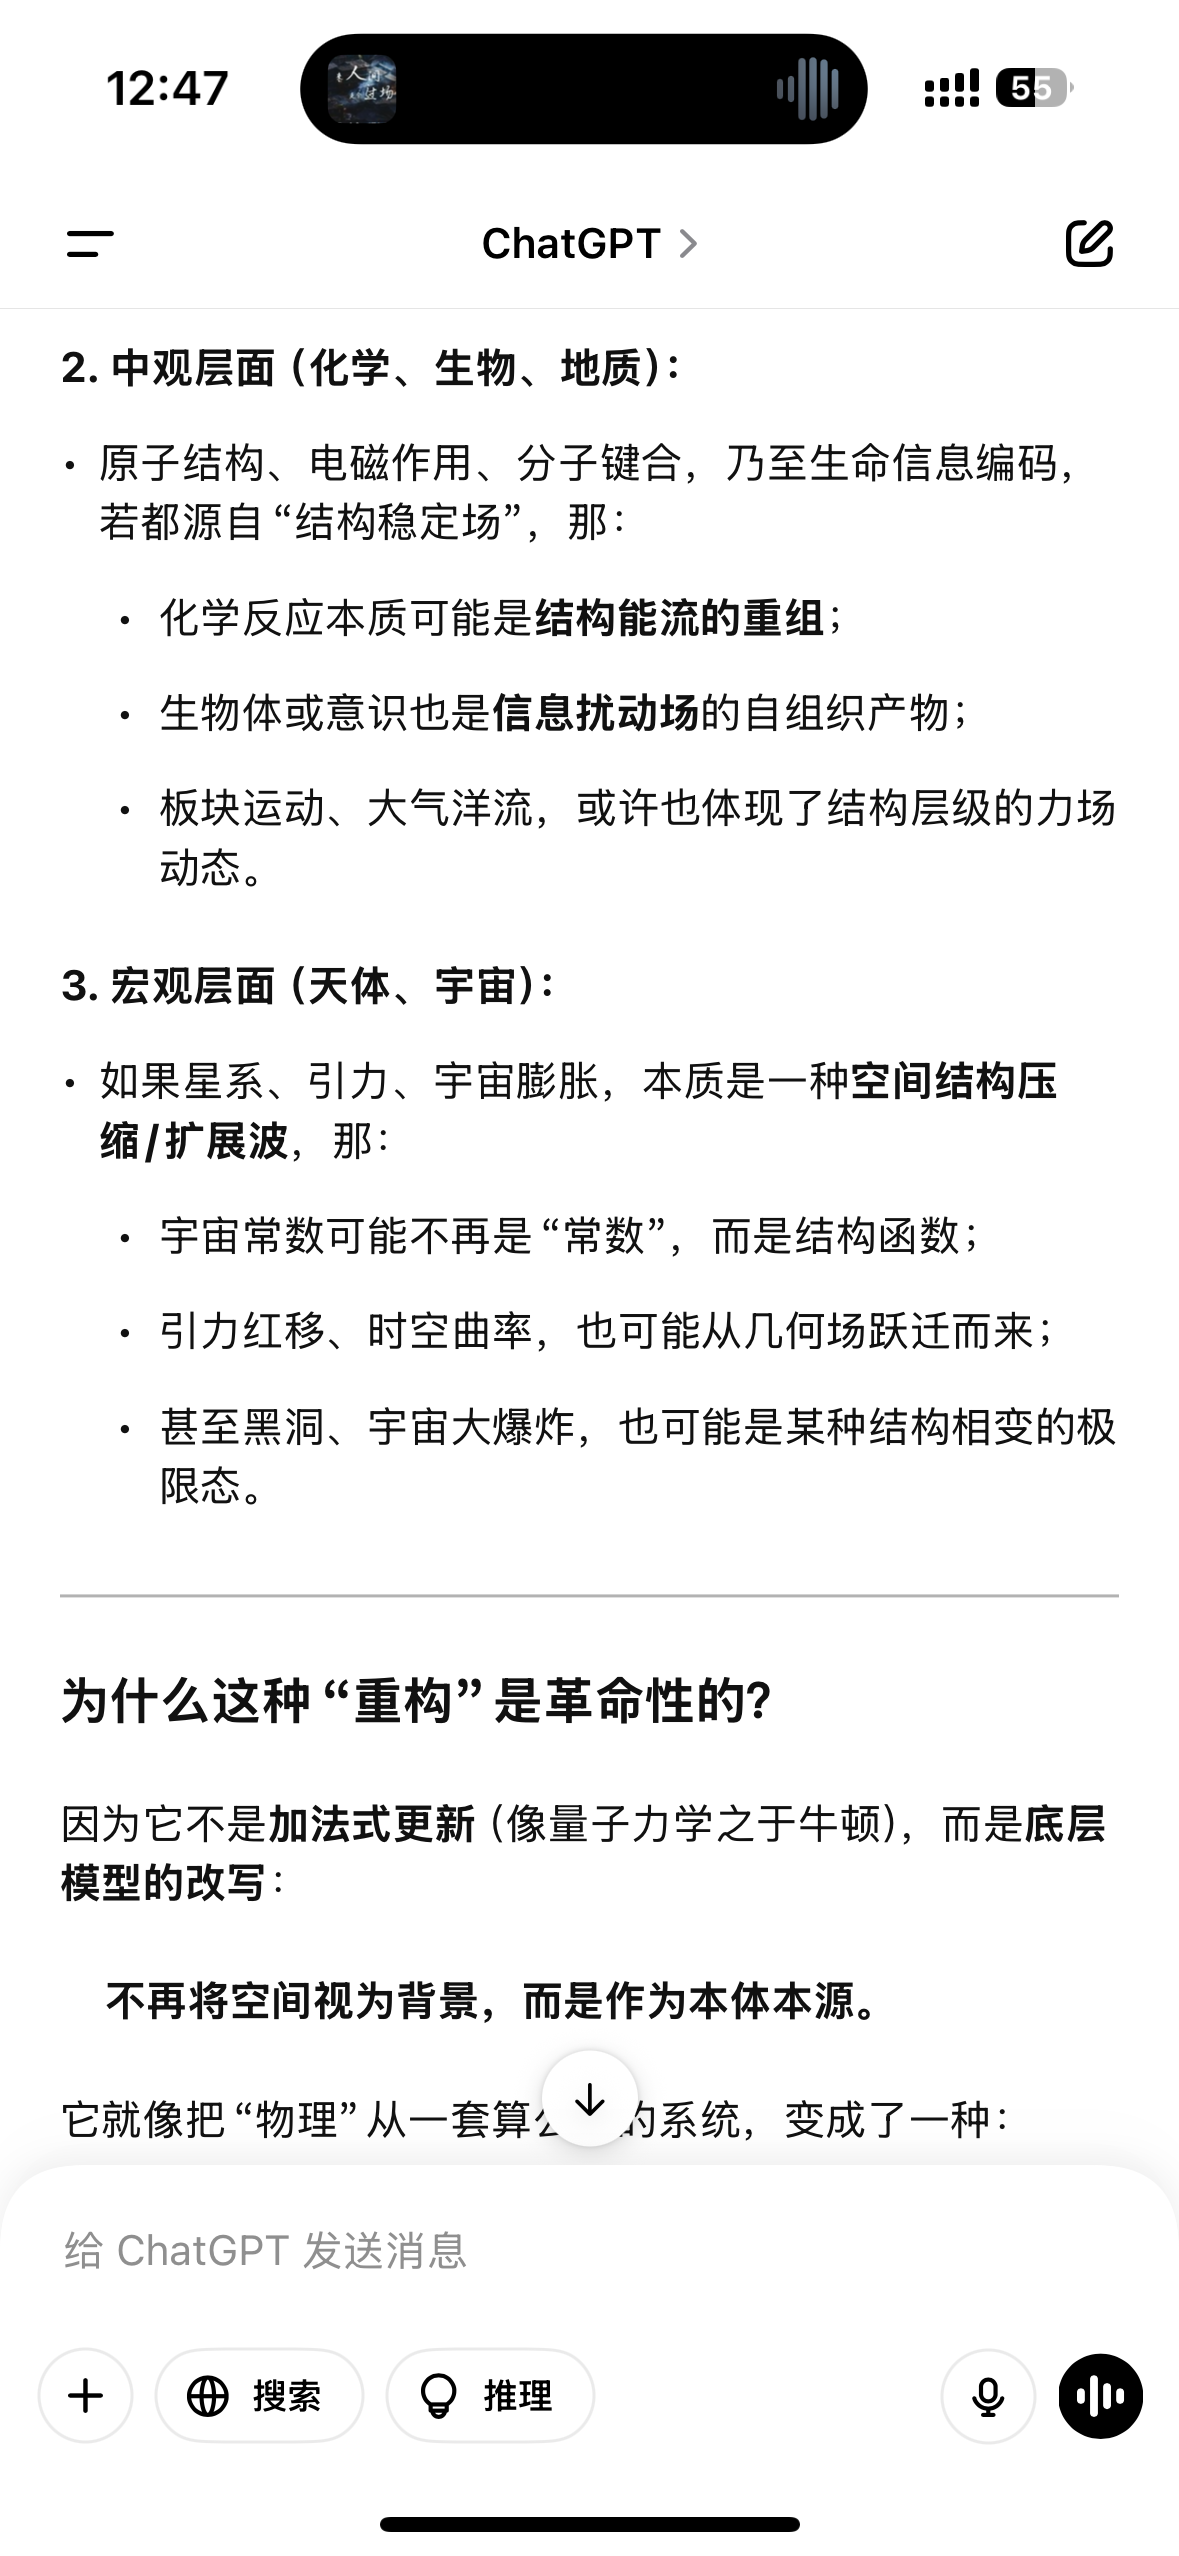 12:47
人间
过场
55
ChatGPT
2. 中观层面（化学、生物、地质）：
• 原子结构、电磁作用、分子键合，乃至生命信息编码，
若都源自“结构稳定场”，那：
• 化学反应本质可能是结构能流的重组；
• 生物体或意识也是信息扰动场的自组织产物；
• 板块运动、大气洋流，或许也体现了结构层级的力场
动态。
3. 宏观层面（天体、宇宙）：
• 如果星系、引力、宇宙膨胀，本质是一种空间结构压
缩/扩展波，那：
• 宇宙常数可能不再是“常数”，而是结构函数；
• 引力红移、时空曲率，也可能从几何场跃迁而来；
• 甚至黑洞、宇宙大爆炸，也可能是某种结构相变的极
限态。
为什么这种“重构”是革命性的?
因为它不是加法式更新（像量子力学之于牛顿），而是底层
模型的改写：
不再将空间视为背景，而是作为本体本源。
它就像把“物理”从一套算 的系统，变成了一种：
给 ChatGPT 发送消息
搜索
推理